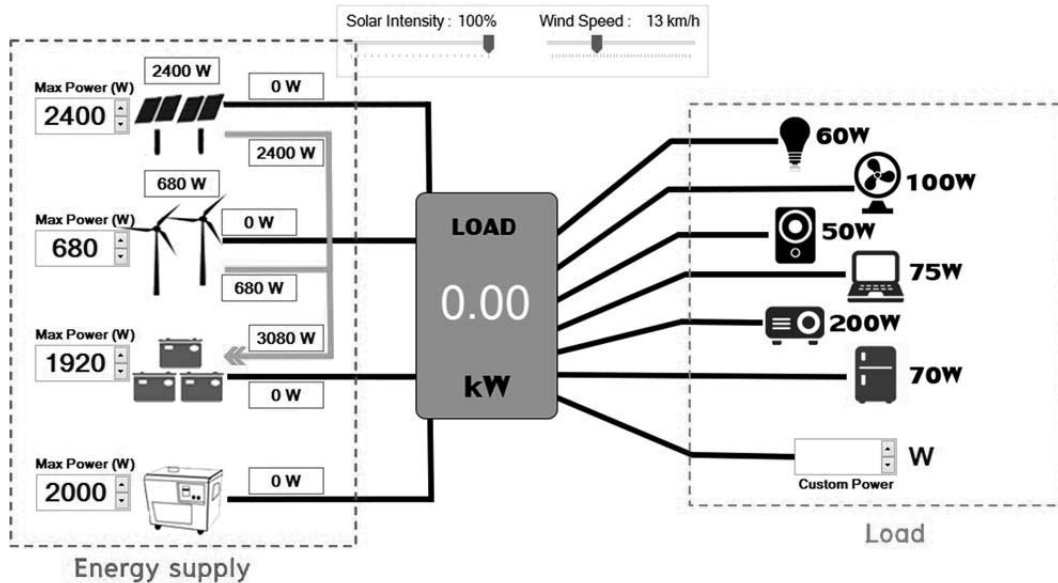 Solar Intensity : 100% Wind Speed : 13 km/h
2400 W
Max Power (W)
2400
0 W
2400 W
680 W
Max Power (W)
680
0 W
680 W
Max Power (W)
1920
3080 W
0 W
Max Power (W)
2000
0 W
Energy supply
LOAD
0.00
kW
60W
100W
50W
75W
200W
70W
W
Custom Power
Load